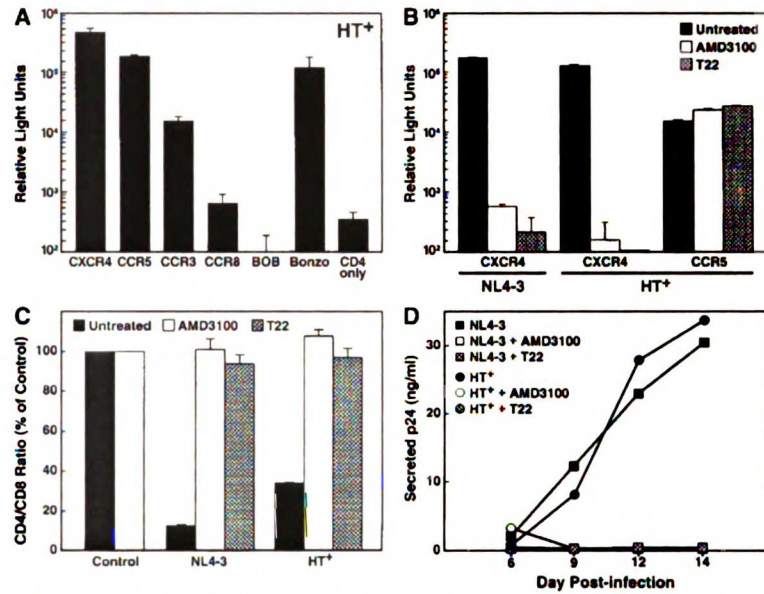 A
HT+
Relative Light Units
10⁶
10⁵
10⁴
10³
10²
CXCR4 CCR5 CCR3 CCR8 BOB Bonzo CD4 only
B
Untreated
AMD3100
T22
Relative Light Units
10⁶
10⁵
10⁴
10³
10²
CXCR4 CXCR4 CCR5
NL4-3 HT+
C
Untreated AMD3100 T22
CD4/CD8 Ratio (% of Control)
100
80
60
40
20
0
Control NL4-3 HT+
D
NL4-3
NL4-3 + AMD3100
NL4-3 + T22
HT+
HT+ + AMD3100
HT+ + T22
Secreted p24 (ng/ml)
30
20
10
0
6 9 12 14
Day Post-infection